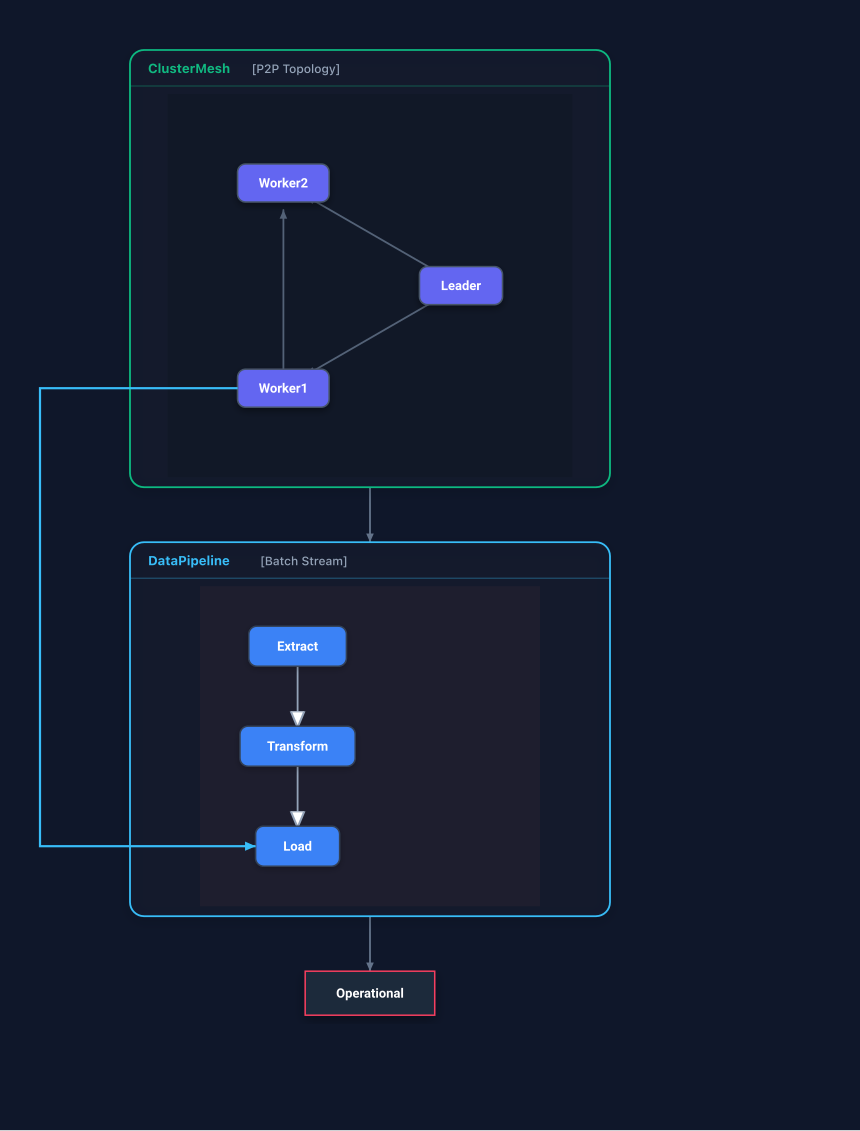 ClusterMesh [P2P Topology]
Worker2
Leader
Worker1
DataPipeline [Batch Stream]
Extract
Transform
Load
Operational